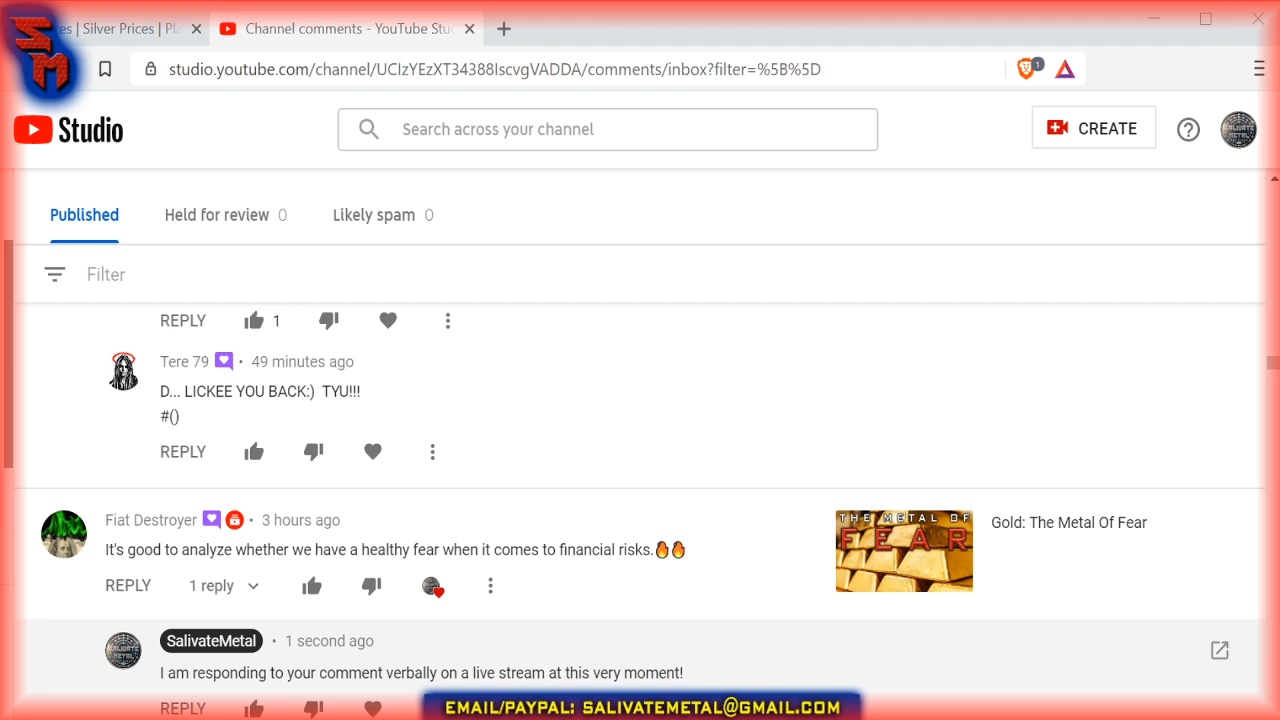 SM
es | Silver Prices | Pla
Channel comments - YouTube Stud
studio.youtube.com/channel/UCIzYEzXT34388IscvgVADDA/comments/inbox?filter=%5B%5D
1
Studio
Search across your channel
CREATE
Published
Held for review 0
Likely spam 0
Filter
REPLY 1
Tere 79 • 49 minutes ago
D... LICKEE YOU BACK:) TYU!!!
#()
REPLY
Fiat Destroyer • 3 hours ago
It's good to analyze whether we have a healthy fear when it comes to financial risks.🔥🔥
REPLY 1 reply
THE METAL OF
FEAR
Gold: The Metal Of Fear
SalivateMetal • 1 second ago
I am responding to your comment verbally on a live stream at this very moment!
REPLY
EMAIL/PAYPAL: SALIVATEMETAL@GMAIL.COM